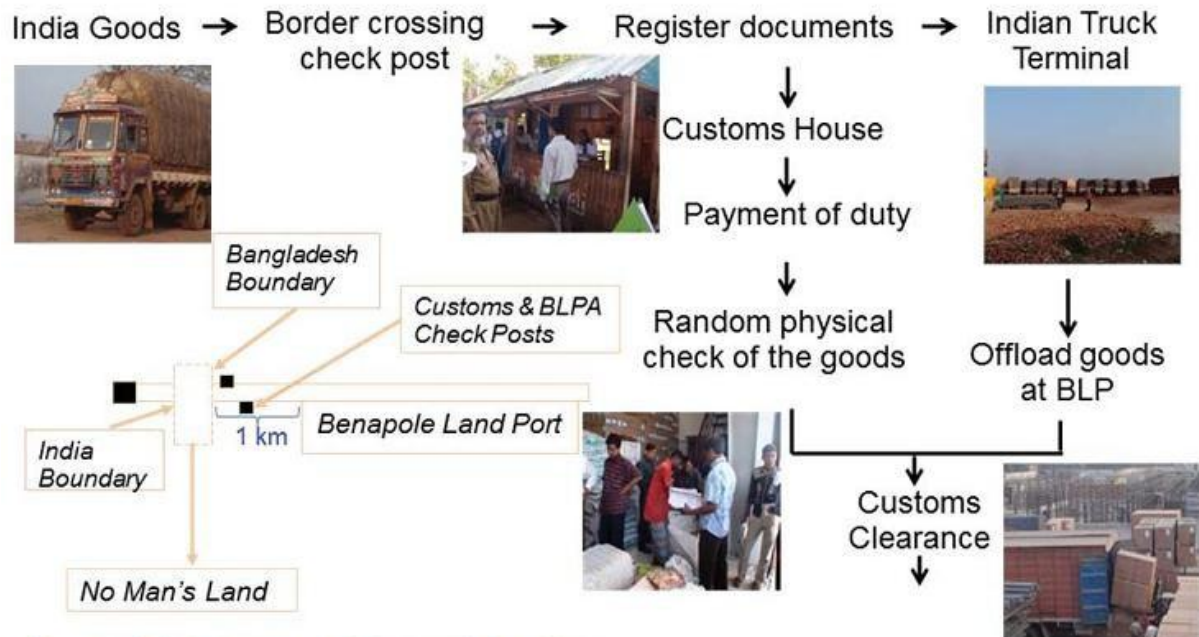 India Goods
Border crossing
check post
Register documents
Indian Truck
Terminal
Customs House
Payment of duty
Random physical
check of the goods
Offload goods
at BLP
Customs
Clearance
Bangladesh
Boundary
Customs & BLPA
Check Posts
1 km
Benapole Land Port
India
Boundary
No Man's Land